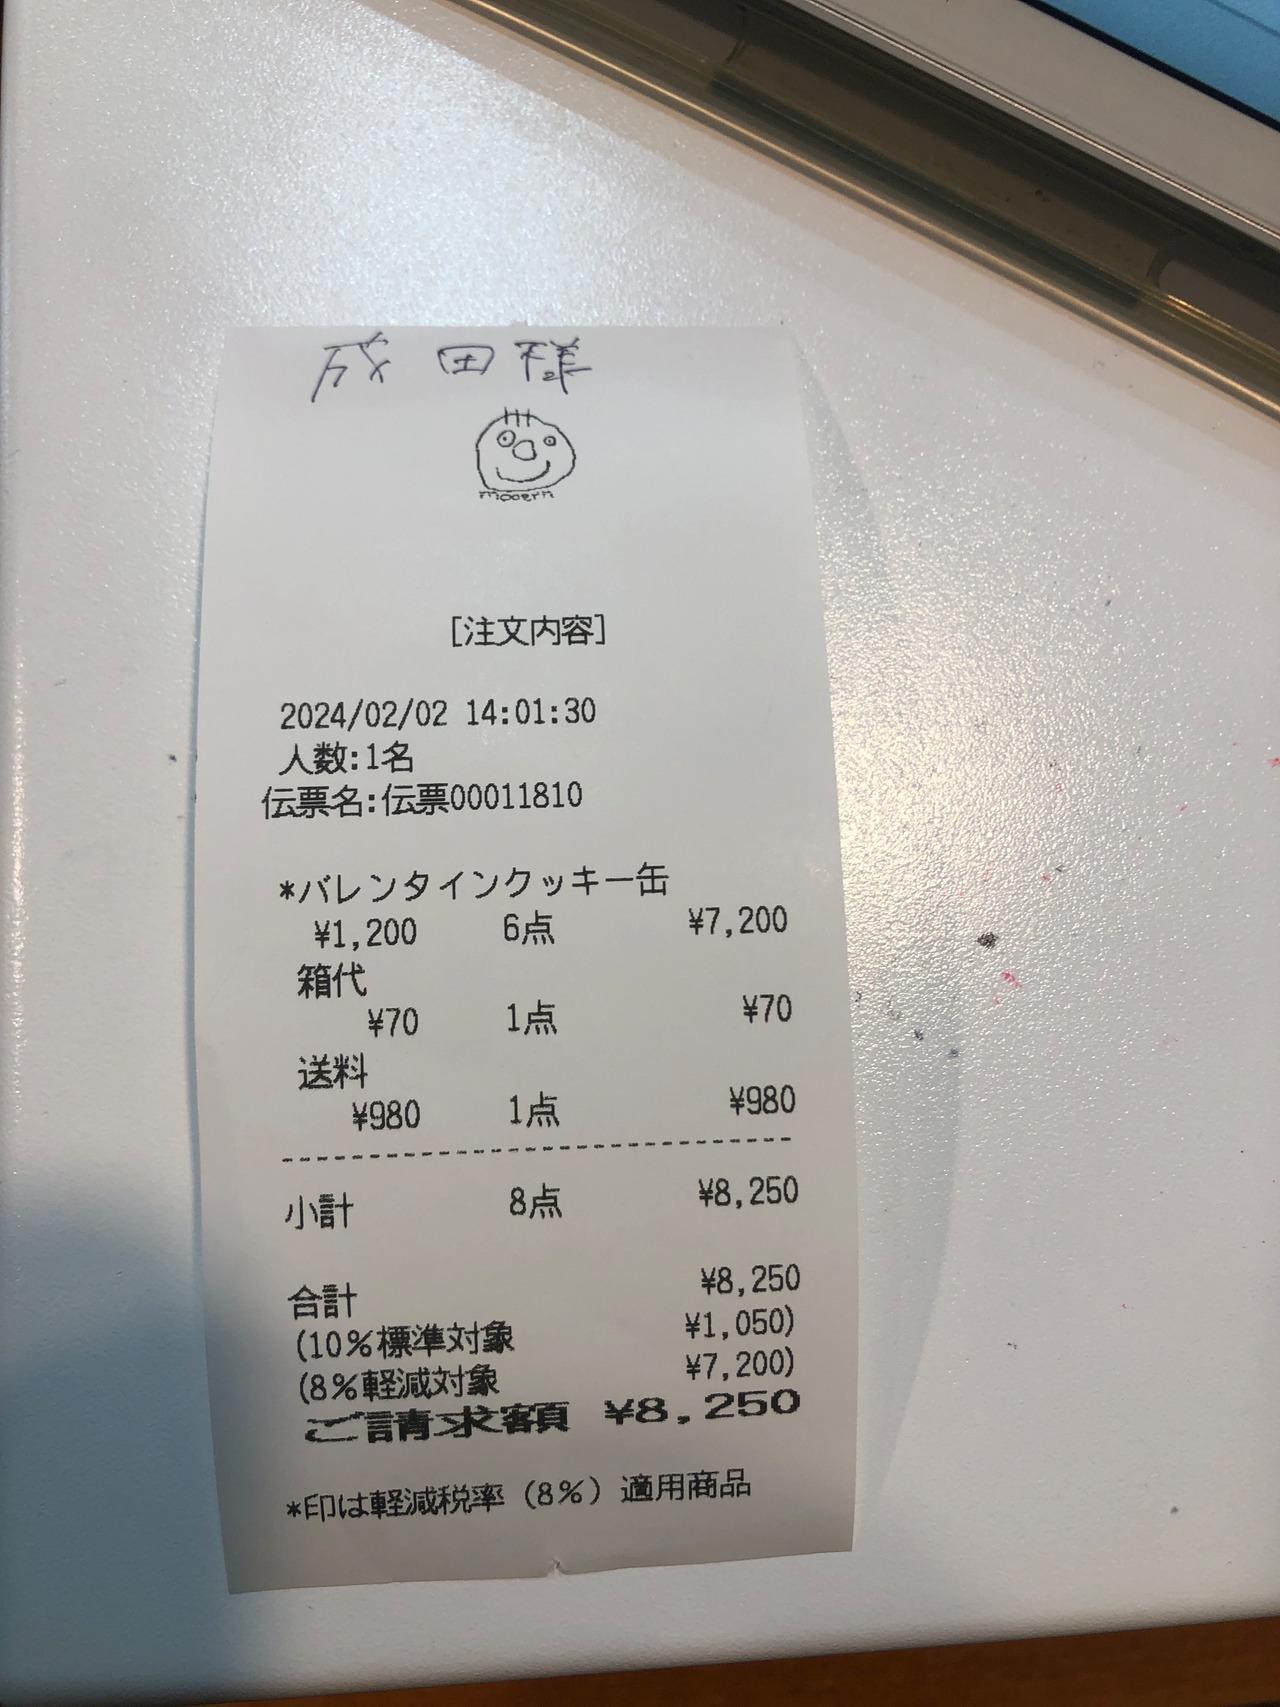 成田様
modern
[注文内容]
2024/02/02 14:01:30
人数:1名
伝票名:伝票00011810
*バレンタインクッキー缶
¥1,200 6点 ¥7,200
箱代
¥70 1点 ¥70
送料
¥980 1点 ¥980
小計 8点 ¥8,250
合計 ¥8,250
(10%標準対象 ¥1,050)
(8%軽減対象 ¥7,200)
ご請求額 ¥8,250
*印は軽減税率（8%）適用商品